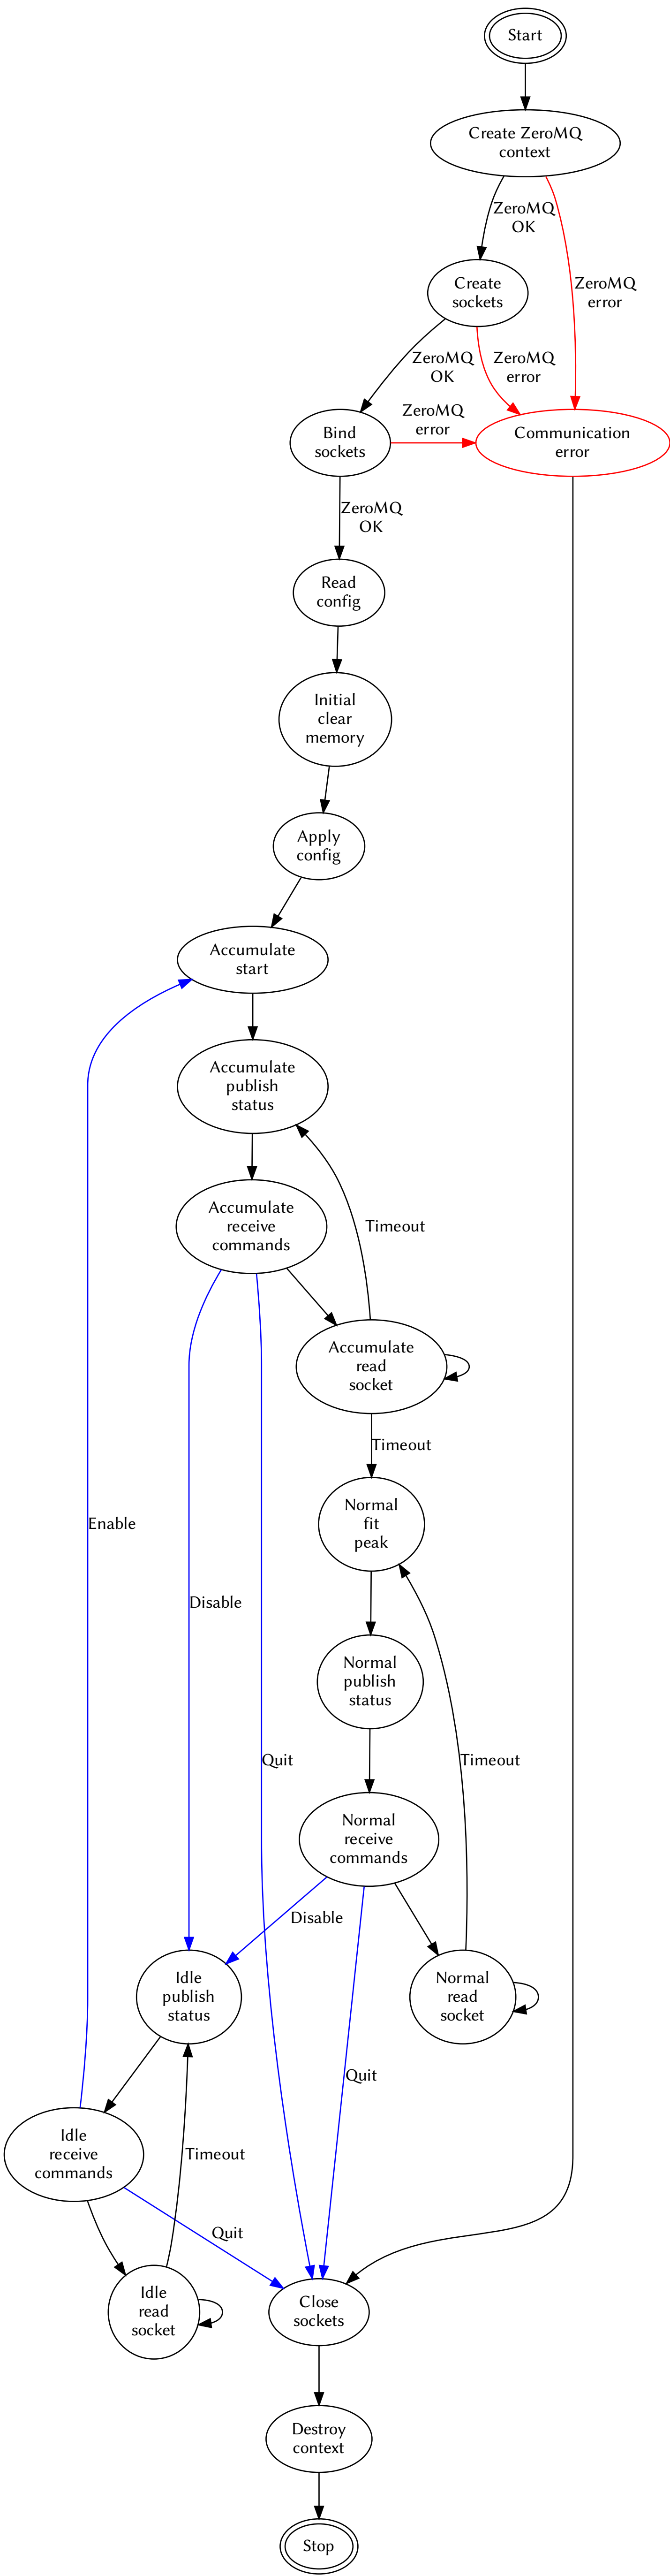 Start
Create ZeroMQ
context
ZeroMQ
OK
ZeroMQ
error
Create
sockets
ZeroMQ
OK
ZeroMQ
error
ZeroMQ
error
Bind
sockets
Communication
error
ZeroMQ
OK
Read
config
Initial
clear
memory
Apply
config
Accumulate
start
Accumulate
publish
status
Accumulate
receive
commands
Timeout
Accumulate
read
socket
Timeout
Normal
fit
peak
Enable
Disable
Normal
publish
status
Quit
Timeout
Normal
receive
commands
Disable
Idle
publish
status
Normal
read
socket
Quit
Idle
receive
commands
Timeout
Quit
Idle
read
socket
Close
sockets
Destroy
context
Stop